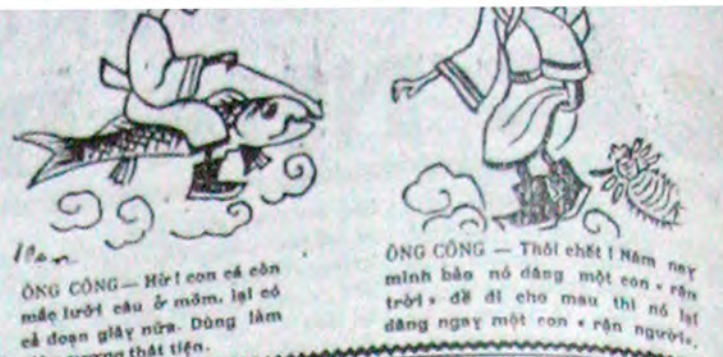 ÔNG CÔNG — Hừ! con cá còn
mắc lưỡi câu ở mồm, lại có
cả đoạn giây nữa. Dùng làm
thật tiện.
ÔNG CÔNG — Thôi chết! Năm nay
mình bảo nó dâng một con « rận
trời » để đi cho mau thì nó lại
dâng ngay một con « rận người ».